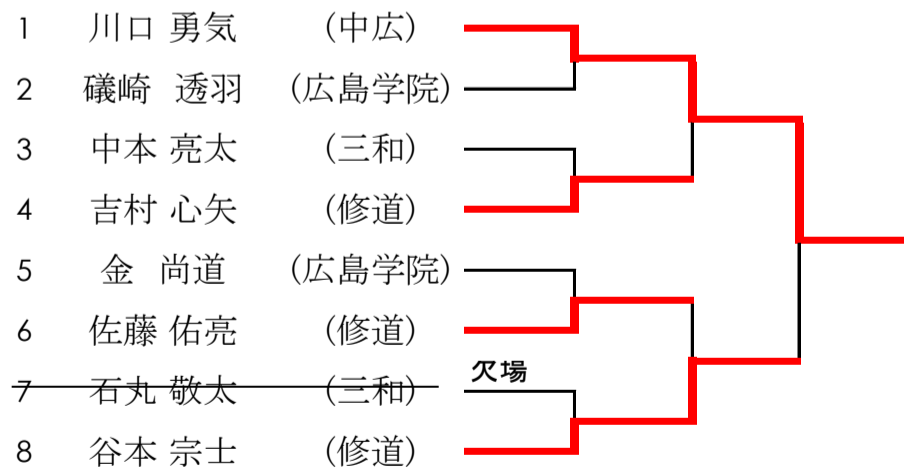 1 川口 勇気 (中広)
2 礒崎 透羽 (広島学院)
3 中本 亮太 (三和)
4 吉村 心矢 (修道)
5 金 尚道 (広島学院)
6 佐藤 佑亮 (修道)
7 石丸 敬太 (三和) 欠場
8 谷本 宗士 (修道)